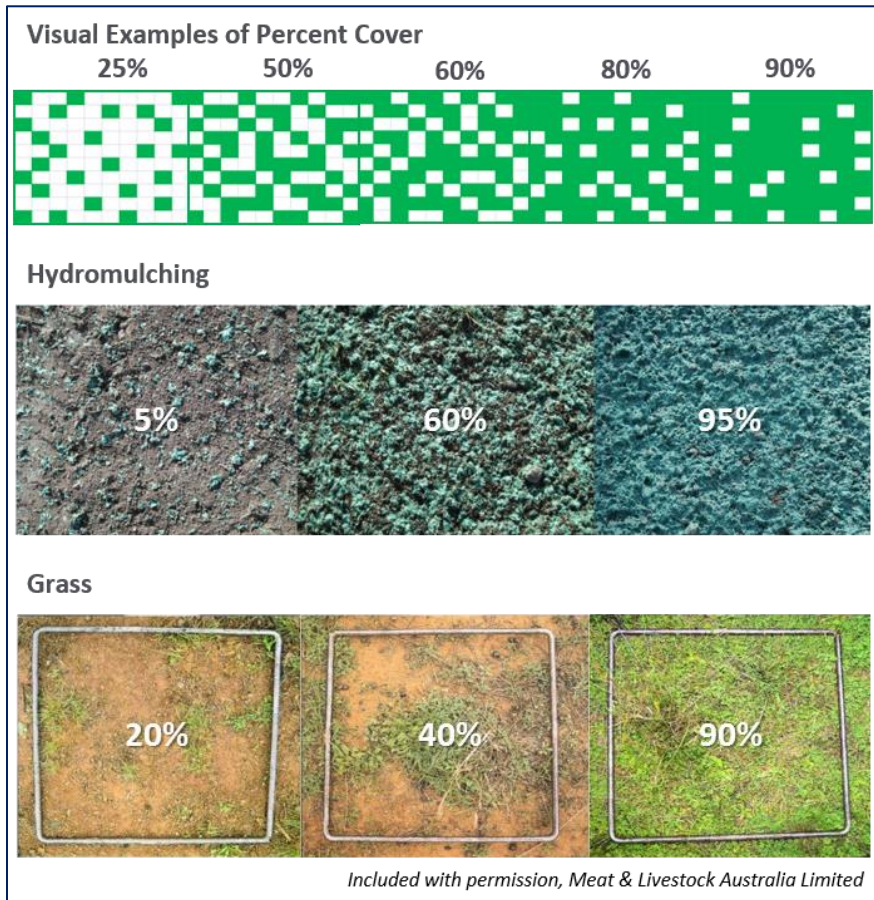 Visual Examples of Percent Cover
25% 50% 60% 80% 90%
Hydromulching
5% 60% 95%
Grass
20% 40% 90%
Included with permission, Meat & Livestock Australia Limited